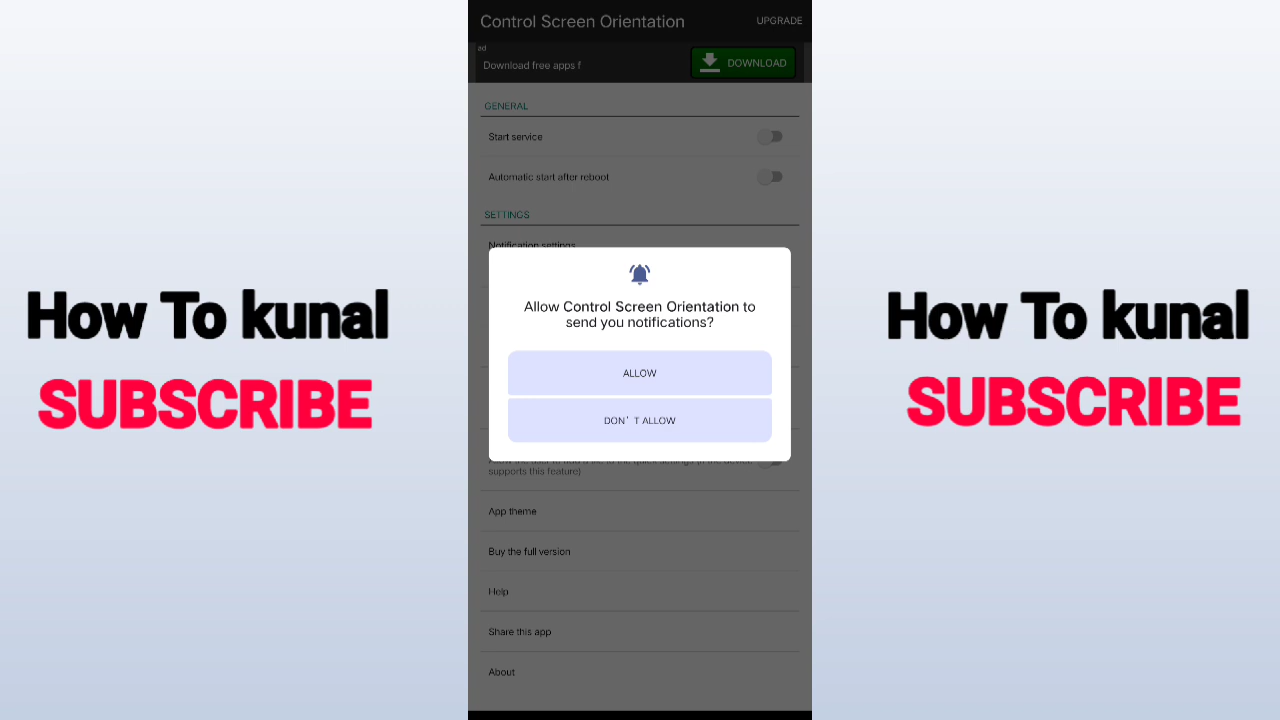 Control Screen Orientation
UPGRADE
ad
Download free apps f
DOWNLOAD
GENERAL
Start service
Automatic start after reboot
SETTINGS
Notification settings
Allow Control Screen Orientation to
send you notifications?
ALLOW
DON’T ALLOW
supports this feature)
App theme
Buy the full version
Help
Share this app
About
How To kunal
SUBSCRIBE
How To kunal
SUBSCRIBE